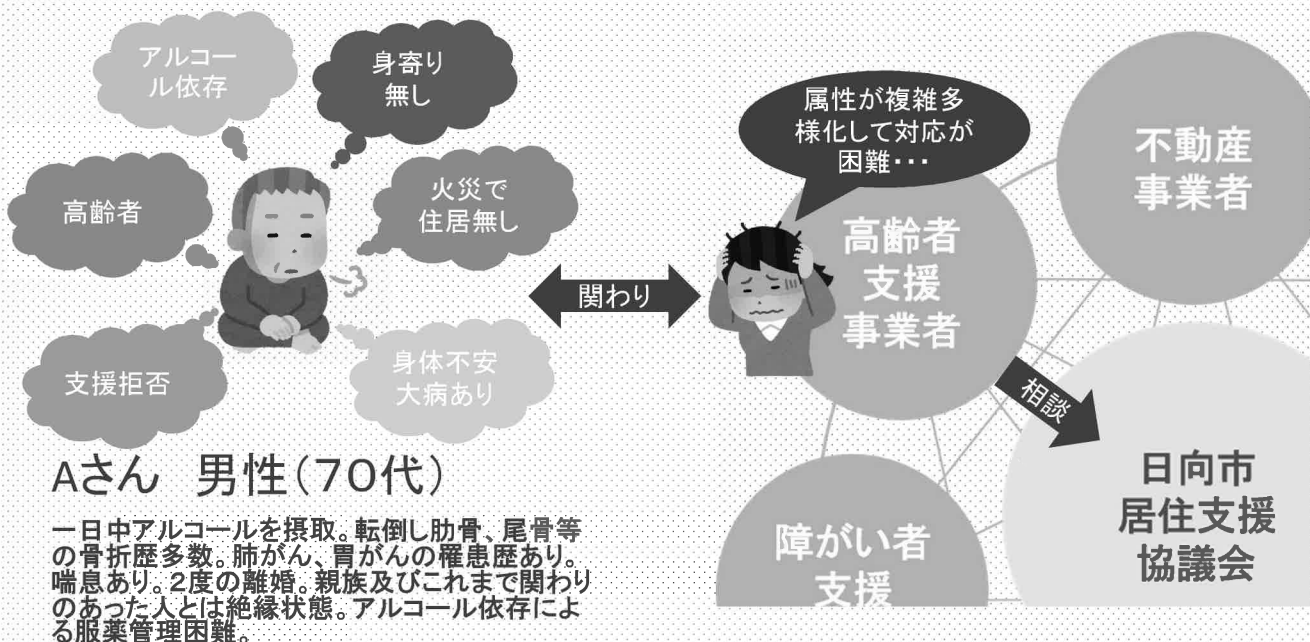 アルコー
ル依存
身寄り
無し
高齢者
火災で
住居無し
支援拒否
身体不安
大病あり
Aさん　男性(70代)
一日中アルコールを摂取。転倒し肋骨、尾骨等
の骨折歴多数。肺がん、胃がんの罹患歴あり。
喘息あり。２度の離婚。親族及びこれまで関わり
のあった人とは絶縁状態。アルコール依存によ
る服薬管理困難。
関わり
属性が複雑多
様化して対応が
困難・・・
高齢者
支援
事業者
不動産
事業者
相談
障がい者
支援
日向市
居住支援
協議会